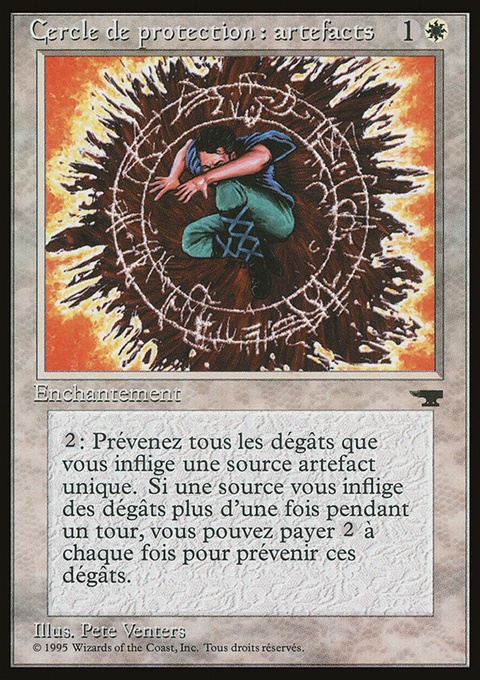 Cercle de protection : artefacts 1
Enchantement
2: Prévenez tous les dégâts que
vous inflige une source artefact
unique. Si une source vous inflige
des dégâts plus d'une fois pendant
un tour, vous pouvez payer 2 à
chaque fois pour prévenir ces
dégâts.
Illus. Pete Venters
© 1995 Wizards of the Coast, Inc. Tous droits réservés.